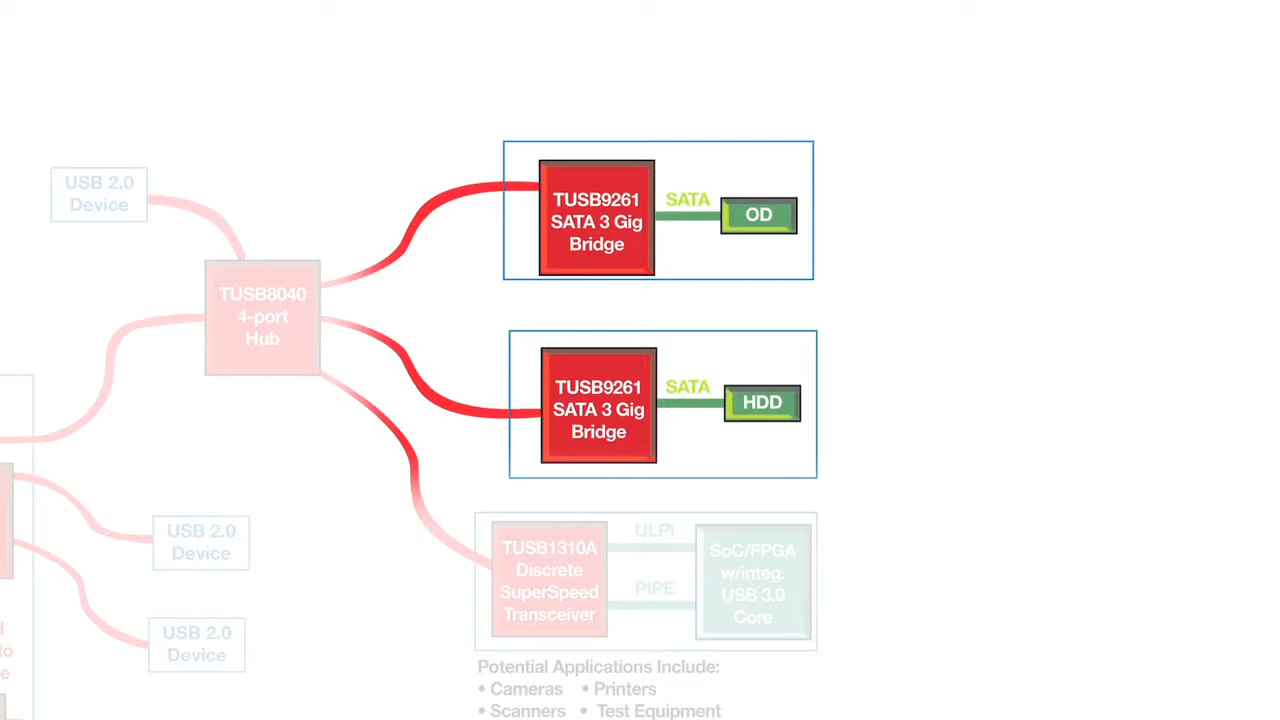 USB 2.0
Device
TUSB8040
4-port
Hub
TUSB9261
SATA 3 Gig
Bridge
SATA
OD
TUSB9261
SATA 3 Gig
Bridge
SATA
HDD
USB 2.0
Device
USB 2.0
Device
TUSB1310A
Discrete
SuperSpeed
Transceiver
ULPI
PIPE
SoC/FPGA
w/integ.
USB 3.0
Core
Potential Applications Include:
• Cameras • Printers
• Scanners • Test Equipment